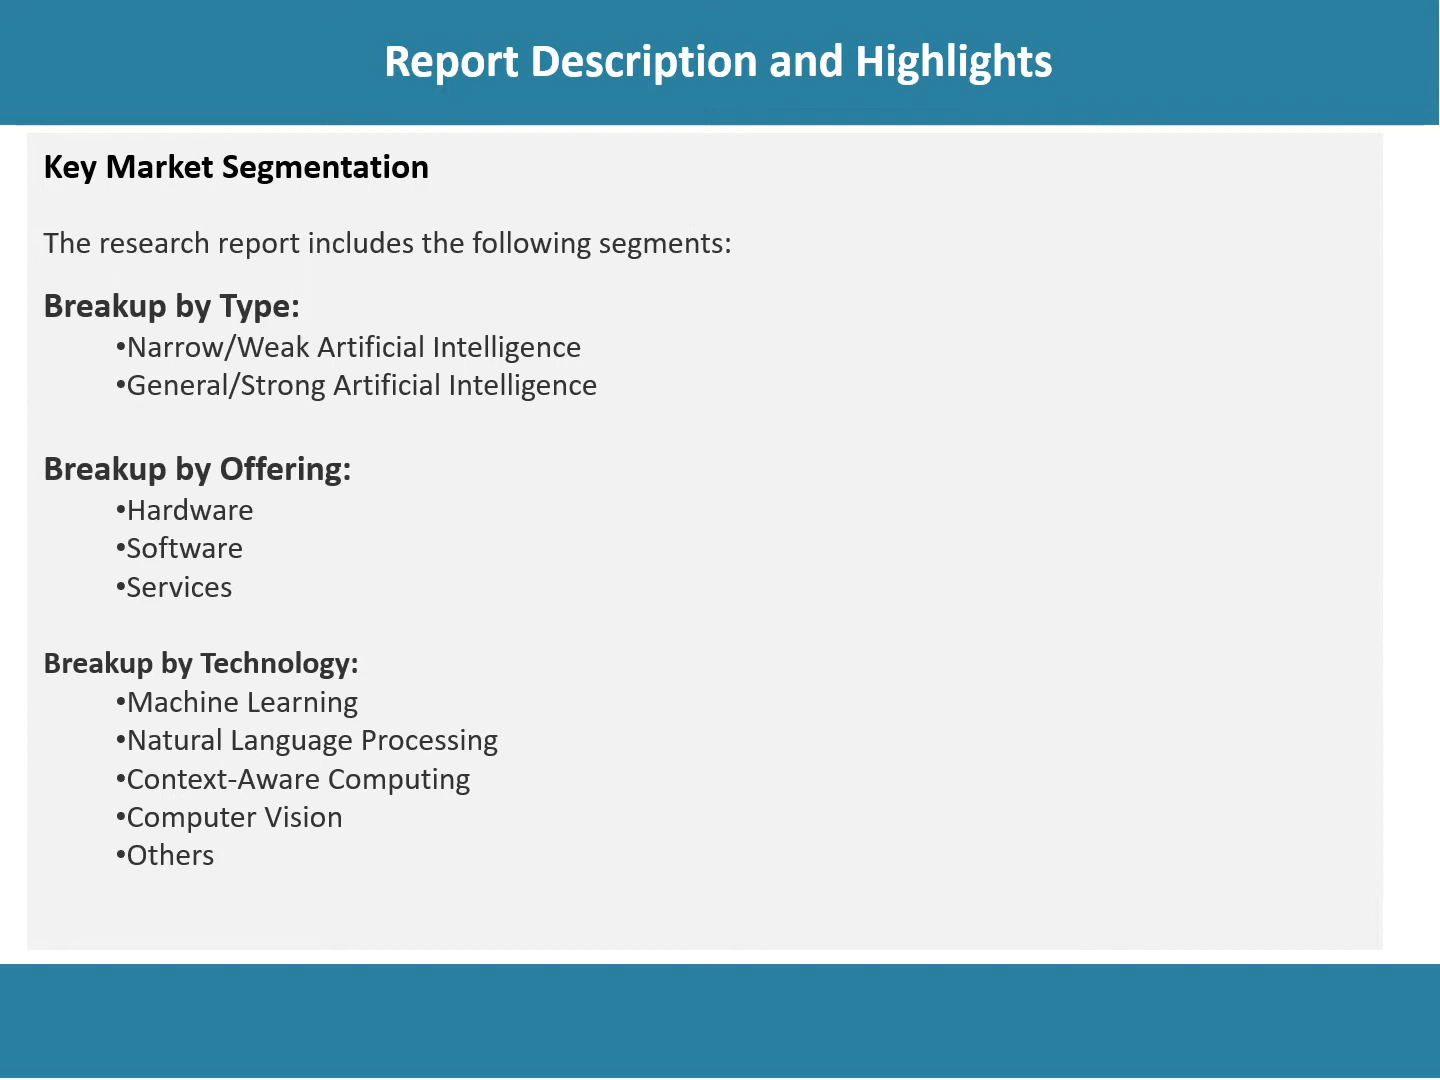 Report Description and Highlights
Key Market Segmentation
The research report includes the following segments:
Breakup by Type:
•Narrow/Weak Artificial Intelligence
•General/Strong Artificial Intelligence
Breakup by Offering:
•Hardware
•Software
•Services
Breakup by Technology:
•Machine Learning
•Natural Language Processing
•Context-Aware Computing
•Computer Vision
•Others